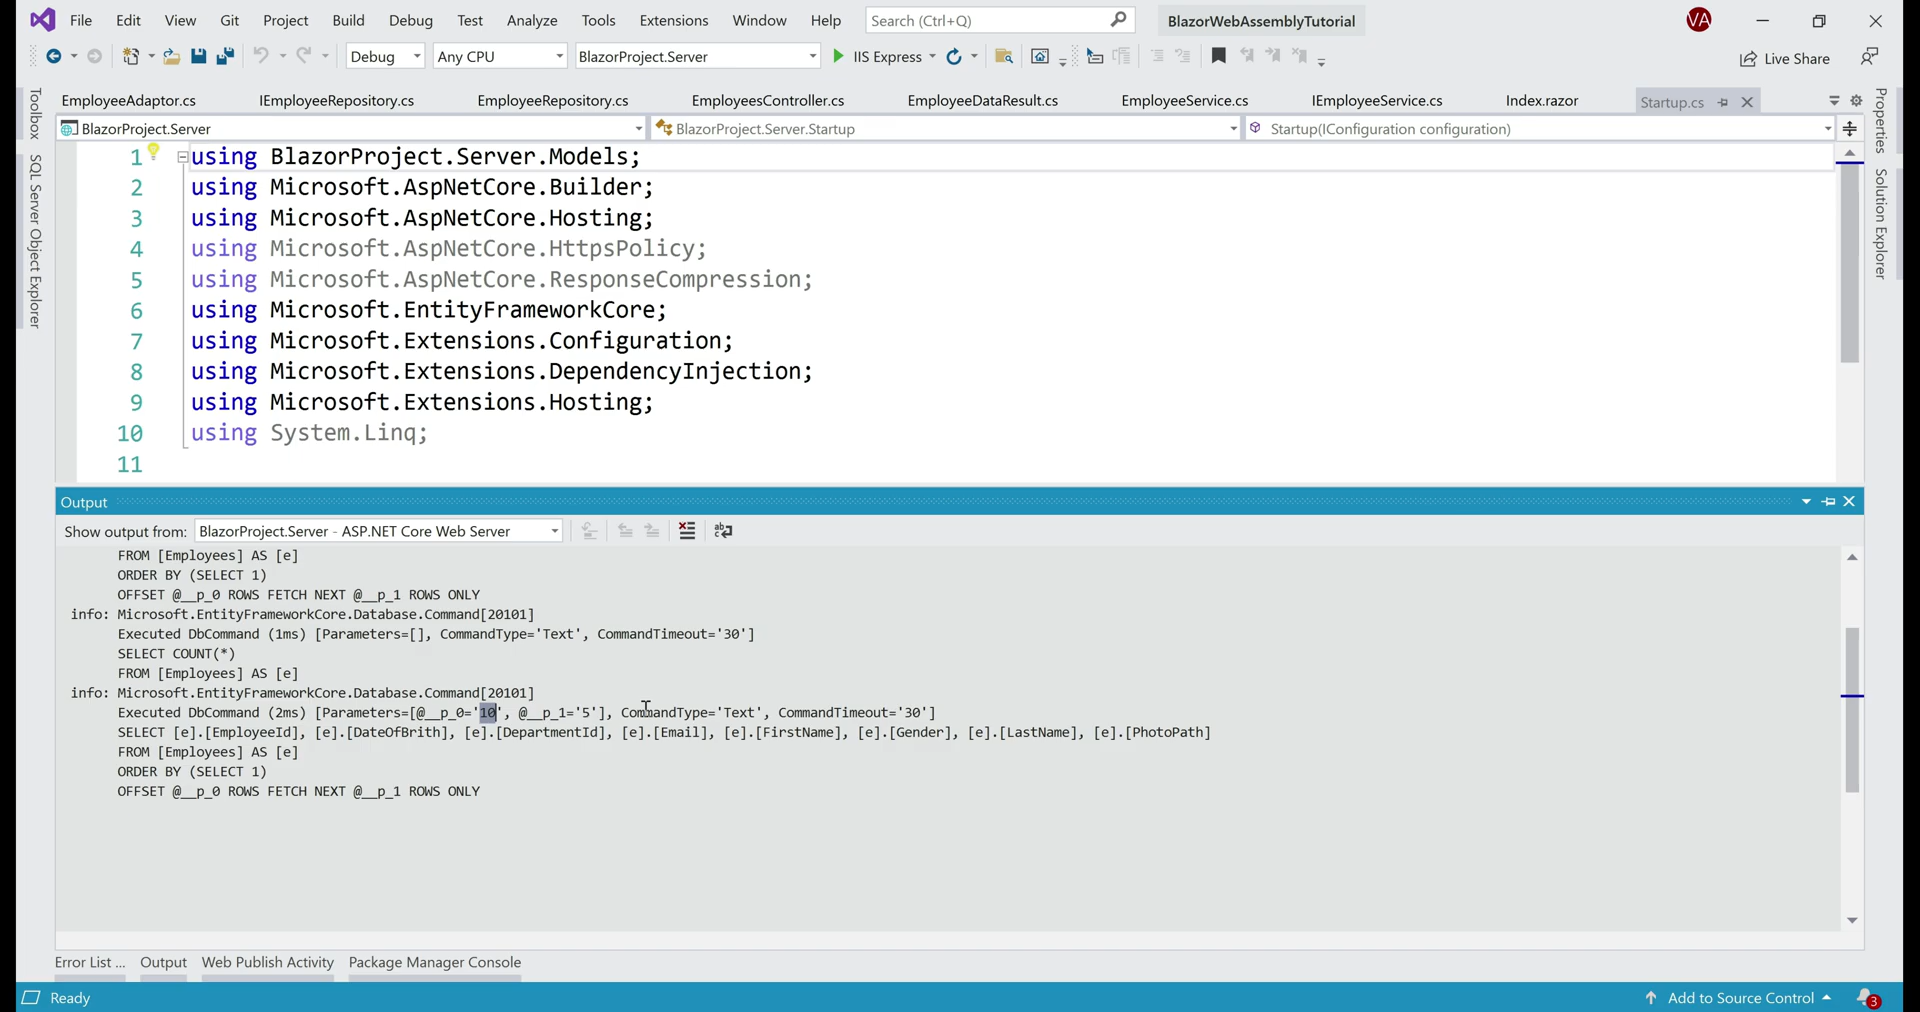 File Edit View Git Project Build Debug Test Analyze Tools Extensions Window Help Search (Ctrl+Q) BlazorWebAssemblyTutorial VA
Debug Any CPU BlazorProject.Server IIS Express Live Share
EmployeeAdaptor.cs IEmployeeRepository.cs EmployeeRepository.cs EmployeesController.cs EmployeeDataResult.cs EmployeeService.cs IEmployeeService.cs Index.razor Startup.cs
BlazorProject.Server BlazorProject.Server.Startup Startup(IConfiguration configuration)
Toolbox
SQL Server Object Explorer
Properties
Solution Explorer
1 using BlazorProject.Server.Models;
2 using Microsoft.AspNetCore.Builder;
3 using Microsoft.AspNetCore.Hosting;
4 using Microsoft.AspNetCore.HttpsPolicy;
5 using Microsoft.AspNetCore.ResponseCompression;
6 using Microsoft.EntityFrameworkCore;
7 using Microsoft.Extensions.Configuration;
8 using Microsoft.Extensions.DependencyInjection;
9 using Microsoft.Extensions.Hosting;
10 using System.Linq;
11
Output
Show output from: BlazorProject.Server - ASP.NET Core Web Server
FROM [Employees] AS [e]
ORDER BY (SELECT 1)
OFFSET @__p_0 ROWS FETCH NEXT @__p_1 ROWS ONLY
info: Microsoft.EntityFrameworkCore.Database.Command[20101]
Executed DbCommand (1ms) [Parameters=[], CommandType='Text', CommandTimeout='30']
SELECT COUNT(*)
FROM [Employees] AS [e]
info: Microsoft.EntityFrameworkCore.Database.Command[20101]
Executed DbCommand (2ms) [Parameters=[@__p_0='10', @__p_1='5'], CommandType='Text', CommandTimeout='30']
SELECT [e].[EmployeeId], [e].[DateOfBrith], [e].[DepartmentId], [e].[Email], [e].[FirstName], [e].[Gender], [e].[LastName], [e].[PhotoPath]
FROM [Employees] AS [e]
ORDER BY (SELECT 1)
OFFSET @__p_0 ROWS FETCH NEXT @__p_1 ROWS ONLY
Error List ... Output Web Publish Activity Package Manager Console
Ready Add to Source Control 3